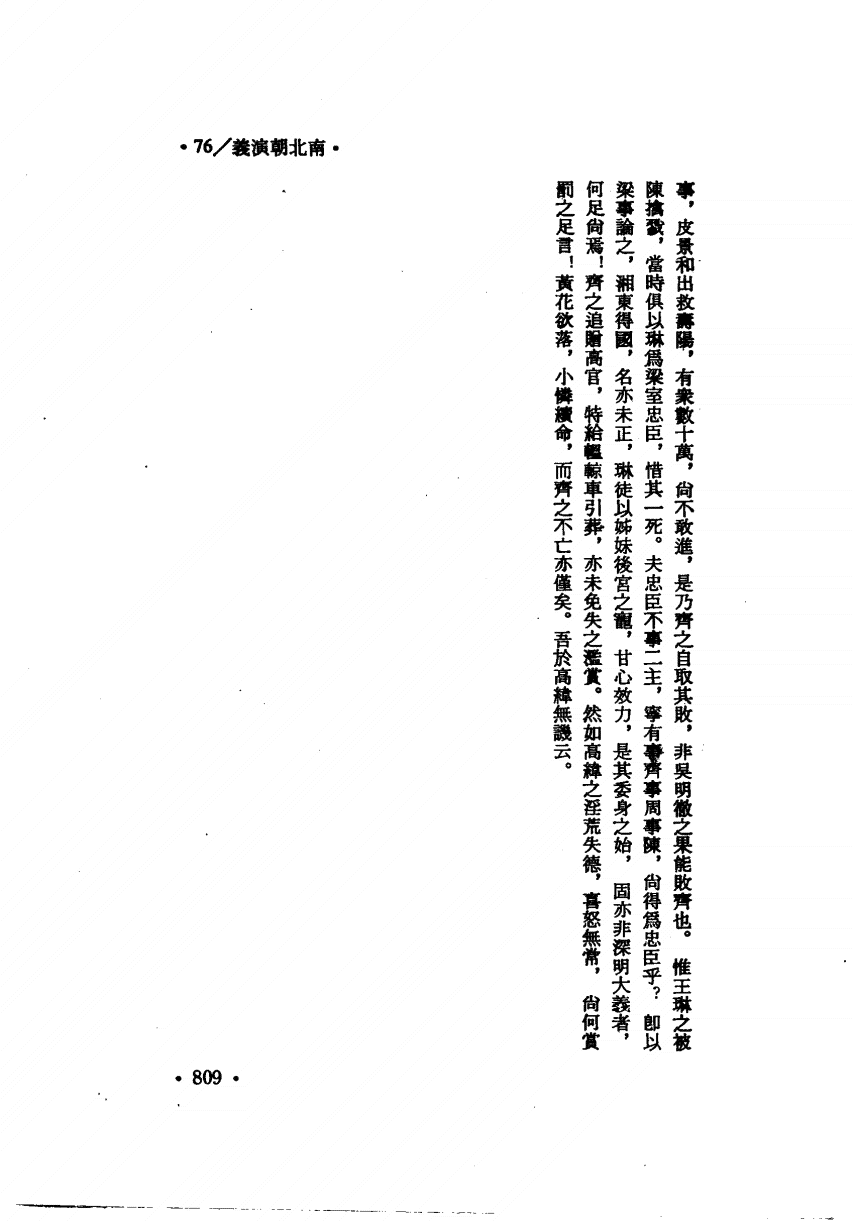 •76/義演朝北南•
事，皮景和出救壽陽，有衆數十萬，尙不敢進，是乃齊之自取其敗，非吳明徹之果能敗齊也。惟王琳之被
陳擒戮，當時俱以琳爲梁室忠臣，惜其一死。夫忠臣不事二主，寧有事齊事周事陳，尙得爲忠臣乎？卽以
梁事論之，湘東得國，名亦未正，琳徒以姊妹後宮之寵，甘心效力，是其委身之始，固亦非深明大義者，
何足尙焉！齊之追贈高官，特給轀輬車引葬，亦未免失之濫賞。然如高緯之淫荒失德，喜怒無常，尙何賞
罰之足言！黃花欲落，小憐續命，而齊之不亡亦僅矣。吾於高緯無譏云。
•809•